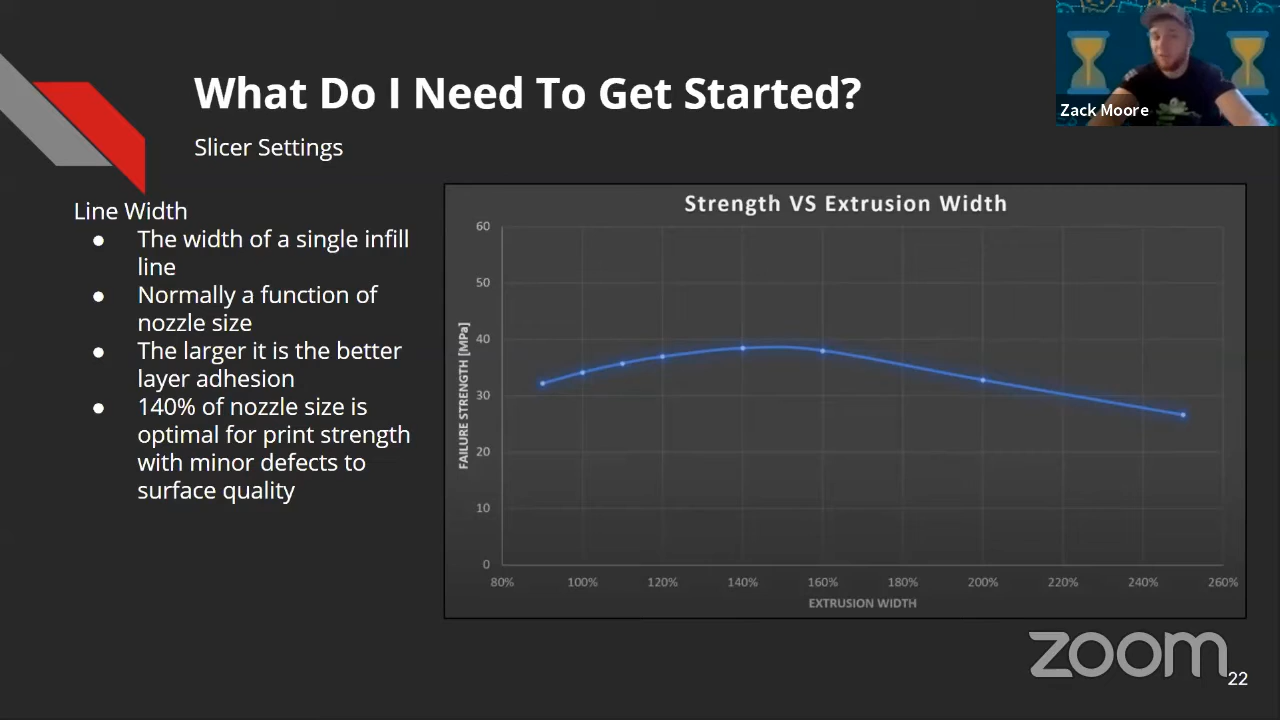 What Do I Need To Get Started?
Zack Moore
Slicer Settings
Line Width
● The width of a single infill
line
● Normally a function of
nozzle size
● The larger it is the better
layer adhesion
● 140% of nozzle size is
optimal for print strength
with minor defects to
surface quality
Strength VS Extrusion Width
FAILURE STRENGTH [MPa]
60
50
40
30
20
10
0
80% 100% 120% 140% 160% 180% 200% 220% 240% 260%
EXTRUSION WIDTH
zoom
22